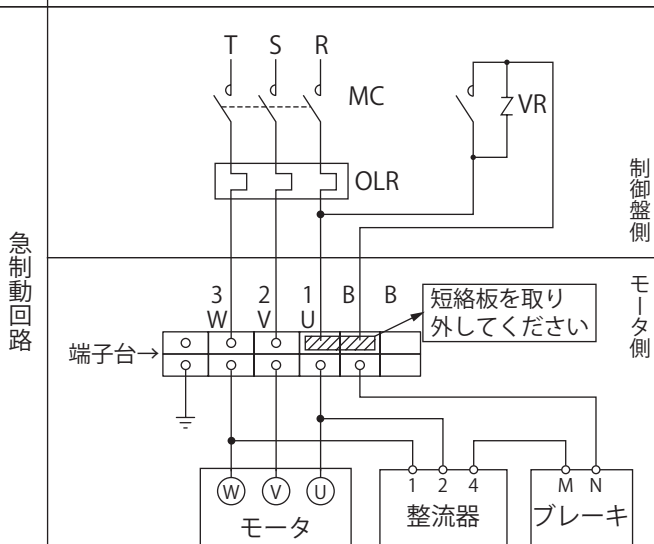 急制動回路
T S R
MC
VR
OLR
制御盤側
モータ側
3 2 1 B B
W V U
短絡板を取り
外してください
端子台→
1 2 4
M N
W V U
モータ
整流器
ブレーキ